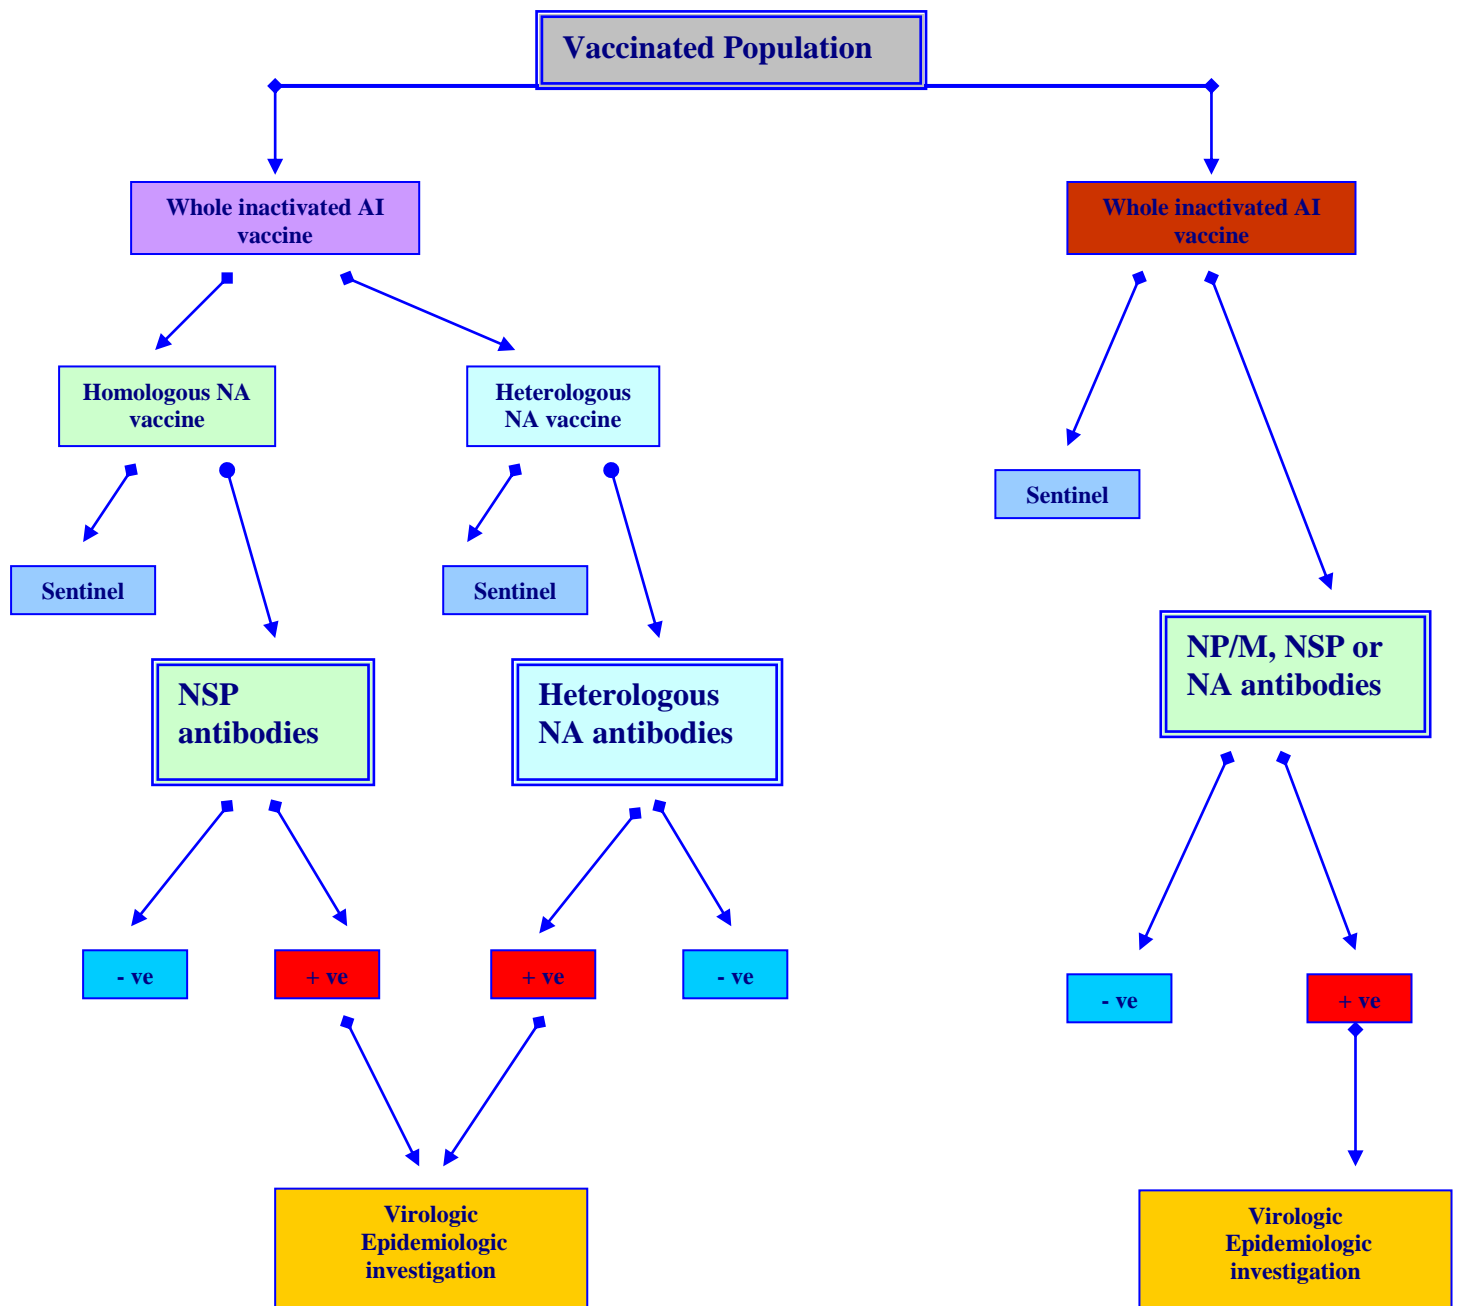 Vaccinated Population
Whole inactivated AI
vaccine
Whole inactivated AI
vaccine
Homologous NA
vaccine
Heterologous
NA vaccine
Sentinel
Sentinel
Sentinel
NSP
antibodies
Heterologous
NA antibodies
NP/M, NSP or
NA antibodies
- ve
+ ve
+ ve
- ve
- ve
+ ve
Virologic
Epidemiologic
investigation
Virologic
Epidemiologic
investigation